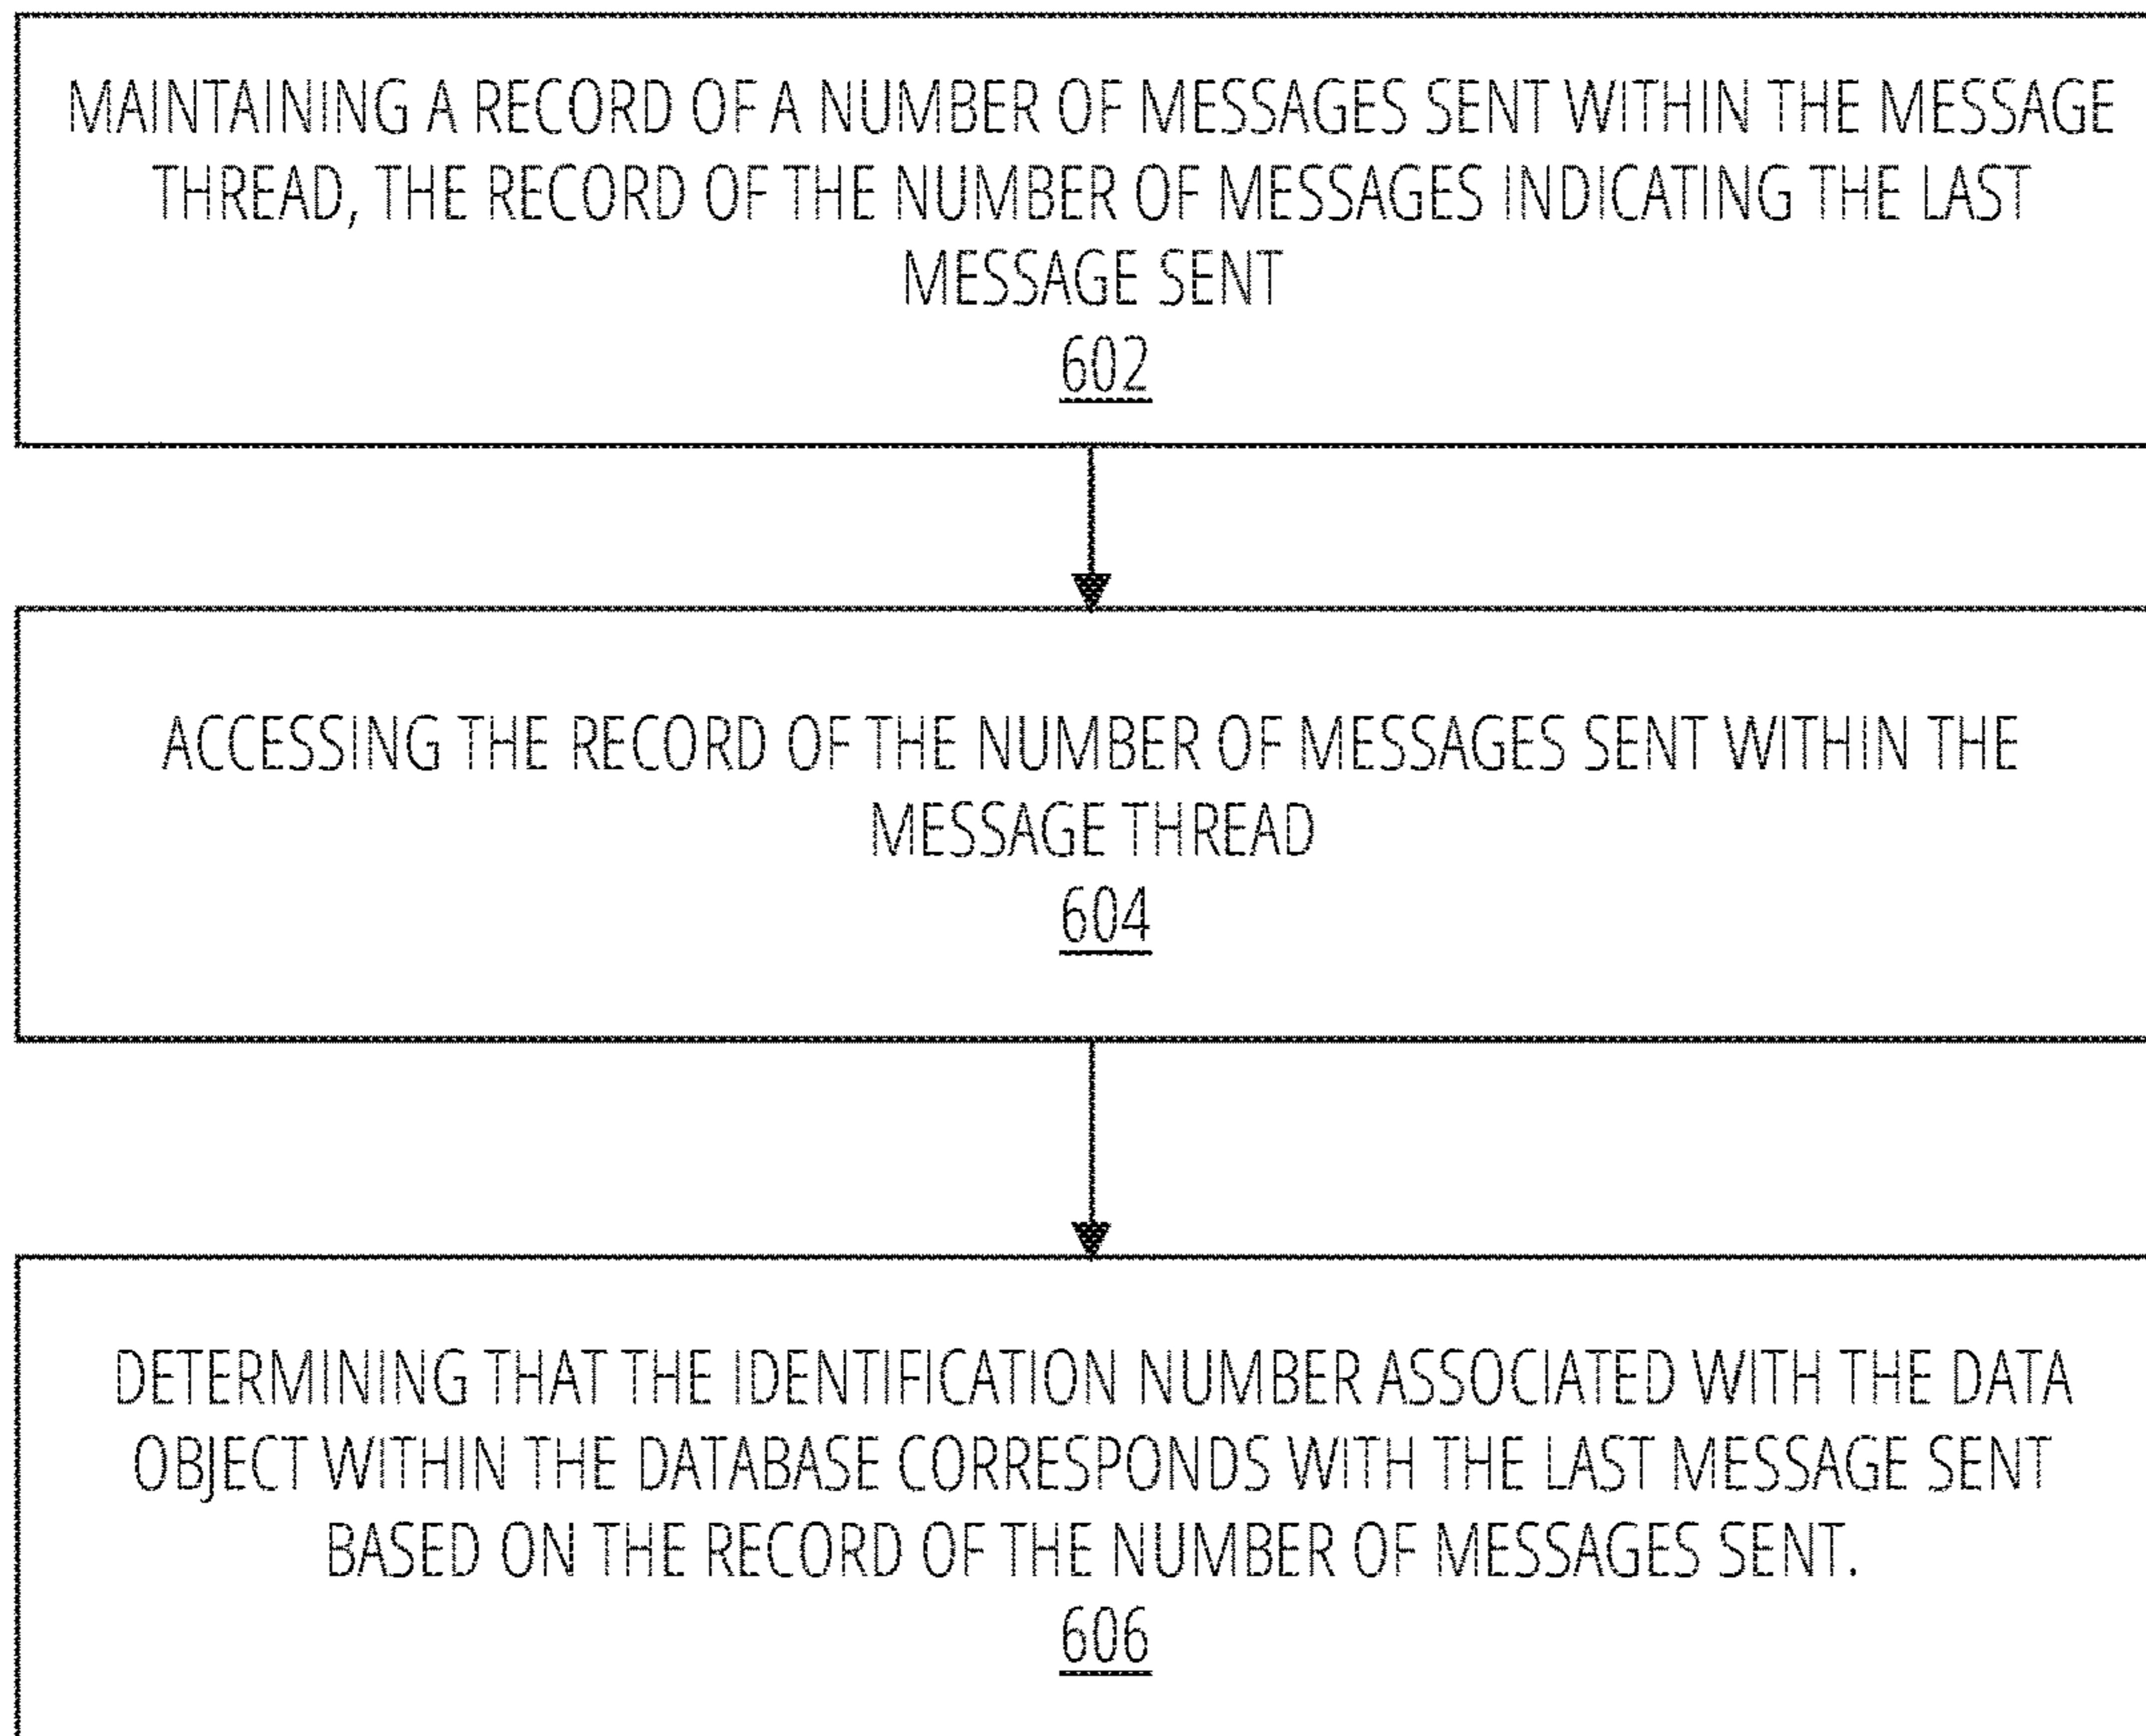 MAINTAINING A RECORD OF A NUMBER OF MESSAGES SENT WITHIN THE MESSAGE
THREAD, THE RECORD OF THE NUMBER OF MESSAGES INDICATING THE LAST
MESSAGE SENT
602
ACCESSING THE RECORD OF THE NUMBER OF MESSAGES SENT WITHIN THE
MESSAGE THREAD
604
DETERMINING THAT THE IDENTIFICATION NUMBER ASSOCIATED WITH THE DATA
OBJECT WITHIN THE DATABASE CORRESPONDS WITH THE LAST MESSAGE SENT
BASED ON THE RECORD OF THE NUMBER OF MESSAGES SENT.
606